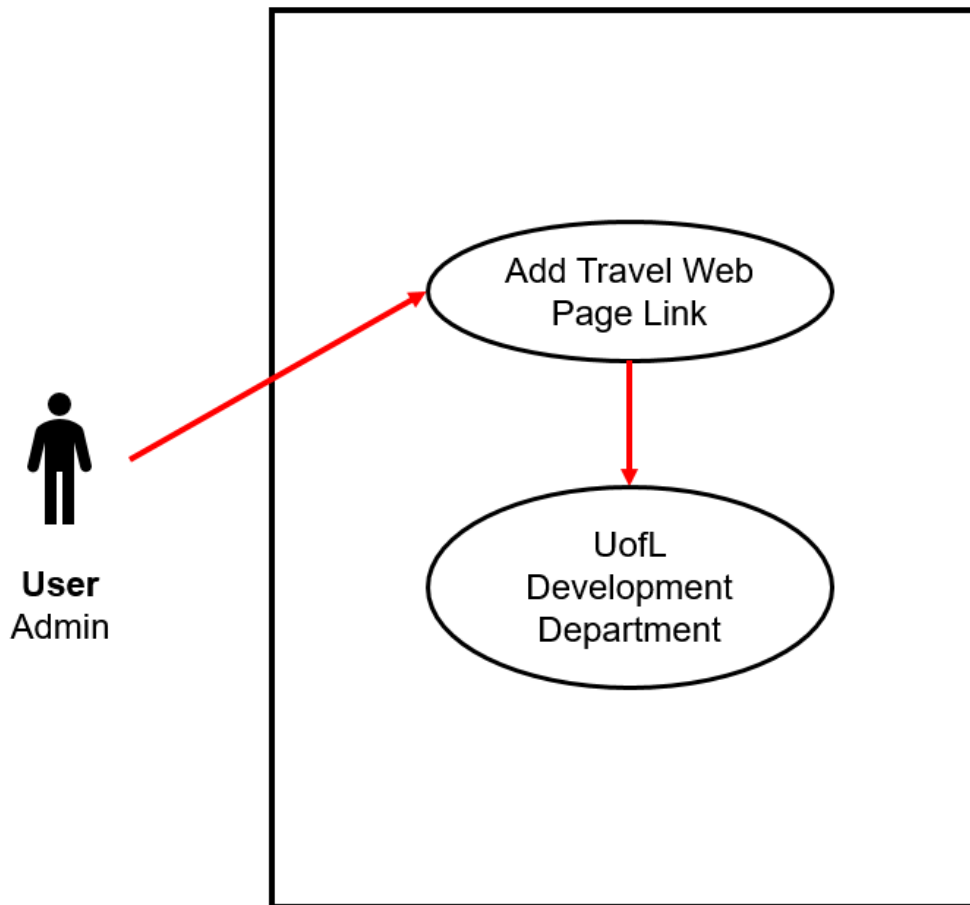 Add Travel Web
Page Link
User
Admin
UofL
Development
Department